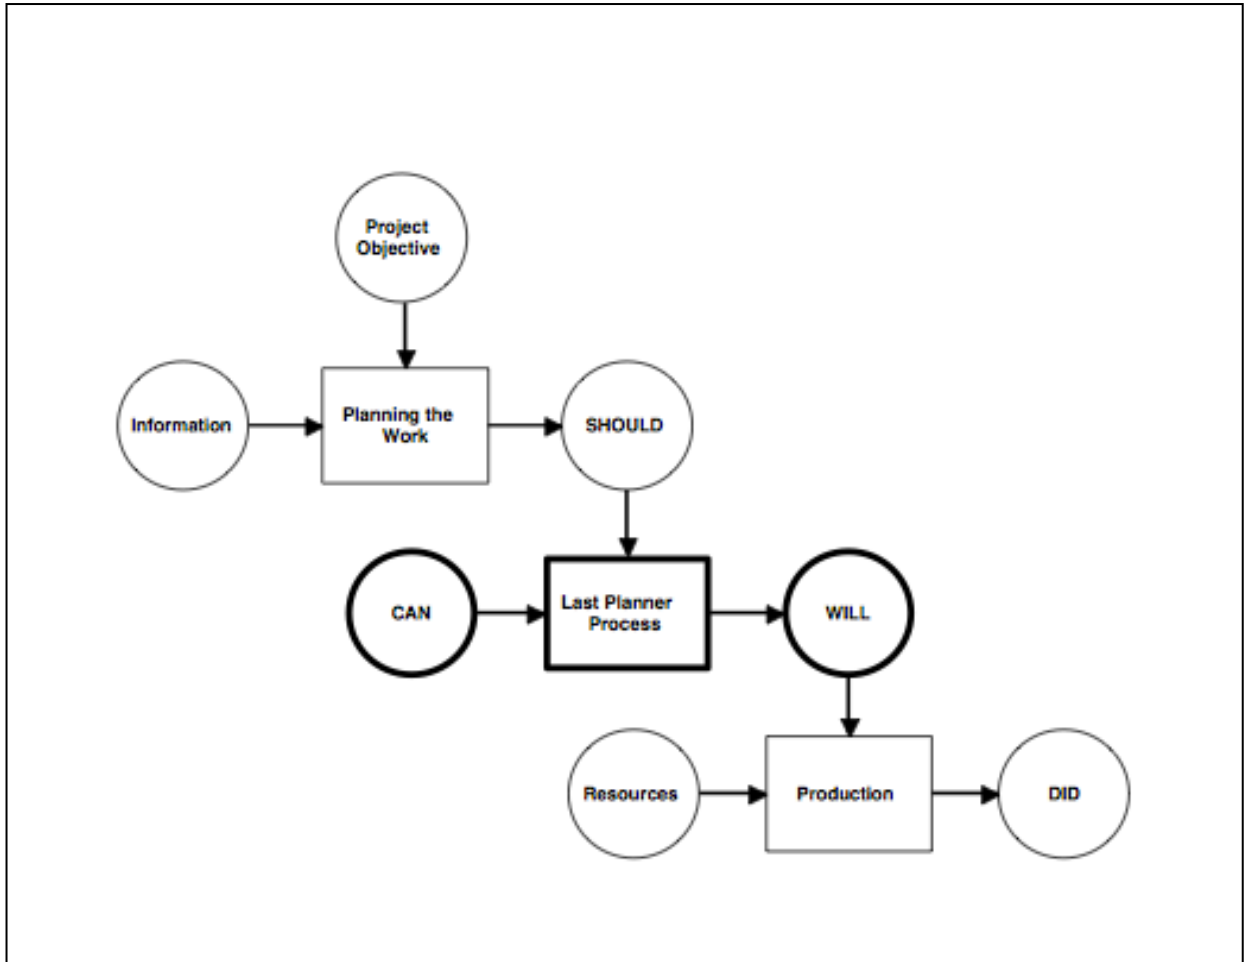 Project
Objective
Information
Planning the
Work
SHOULD
CAN
Last Planner
Process
WILL
Resources
Production
DID